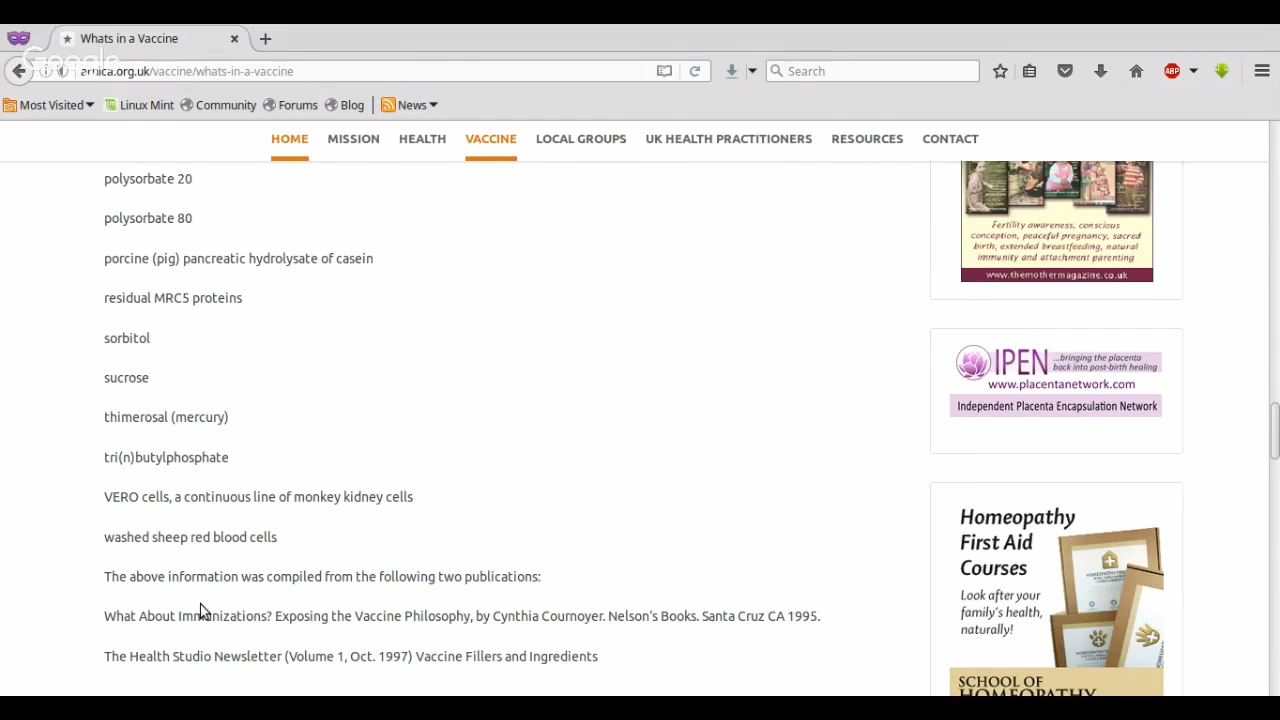 Whats in a Vaccine
Google
arnica.org.uk/vaccine/whats-in-a-vaccine
Search
ABP
Most Visited
Linux Mint
Community
Forums
Blog
News
HOME
MISSION
HEALTH
VACCINE
LOCAL GROUPS
UK HEALTH PRACTITIONERS
RESOURCES
CONTACT
polysorbate 20
polysorbate 80
porcine (pig) pancreatic hydrolysate of casein
residual MRC5 proteins
sorbitol
sucrose
thimerosal (mercury)
tri(n)butylphosphate
VERO cells, a continuous line of monkey kidney cells
washed sheep red blood cells
The above information was compiled from the following two publications:
What About Immunizations? Exposing the Vaccine Philosophy, by Cynthia Cournoyer. Nelson's Books. Santa Cruz CA 1995.
The Health Studio Newsletter (Volume 1, Oct. 1997) Vaccine Fillers and Ingredients
Fertility awareness, conscious
conception, peaceful pregnancy, sacred
birth, extended breastfeeding, natural
immunity and attachment parenting
www.themothermagazine.co.uk
IPEN
...bringing the placenta
back into post-birth healing
www.placentanetwork.com
Independent Placenta Encapsulation Network
Homeopathy
First Aid
Courses
Look after your
family's health,
naturally!
SCHOOL OF
HOMEOPATHY